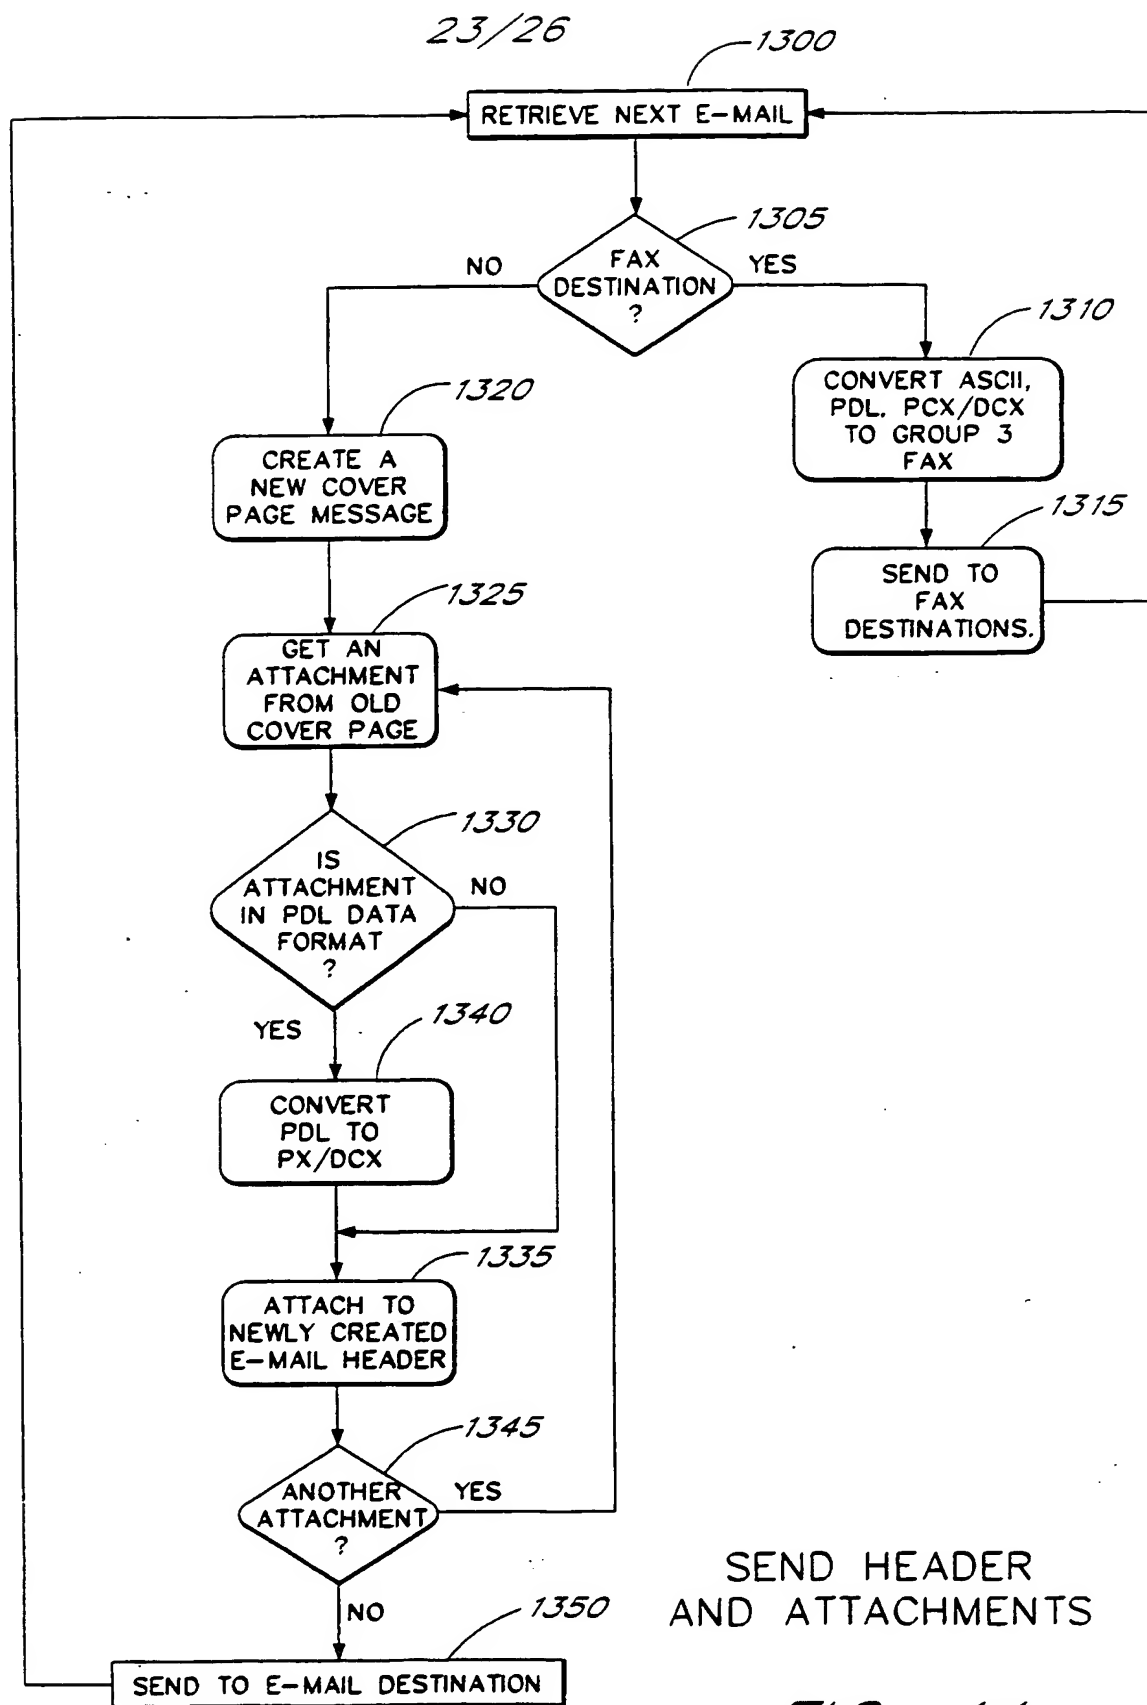 23/26
1300
RETRIEVE NEXT E-MAIL
1305
FAX
DESTINATION
?
NO
YES
1310
CONVERT ASCII,
PDL, PCX/DCX
TO GROUP 3
FAX
1315
SEND TO
FAX
DESTINATIONS.
1320
CREATE A
NEW COVER
PAGE MESSAGE
1325
GET AN
ATTACHMENT
FROM OLD
COVER PAGE
1330
IS
ATTACHMENT
IN PDL DATA
FORMAT
?
NO
YES
1340
CONVERT
PDL TO
PX/DCX
1335
ATTACH TO
NEWLY CREATED
E-MAIL HEADER
1345
ANOTHER
ATTACHMENT
?
YES
NO
1350
SEND TO E-MAIL DESTINATION
SEND HEADER
AND ATTACHMENTS